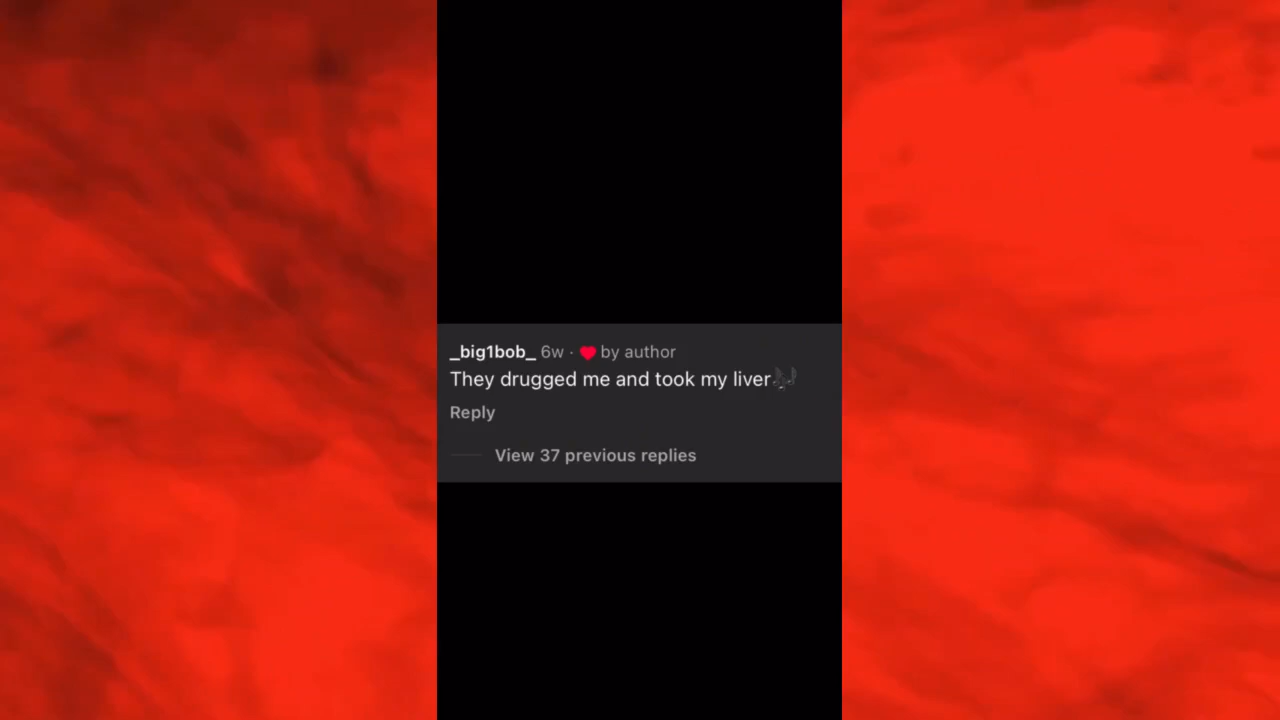 _big1bob_ 6w · ❤️ by author
They drugged me and took my liver
Reply
View 37 previous replies